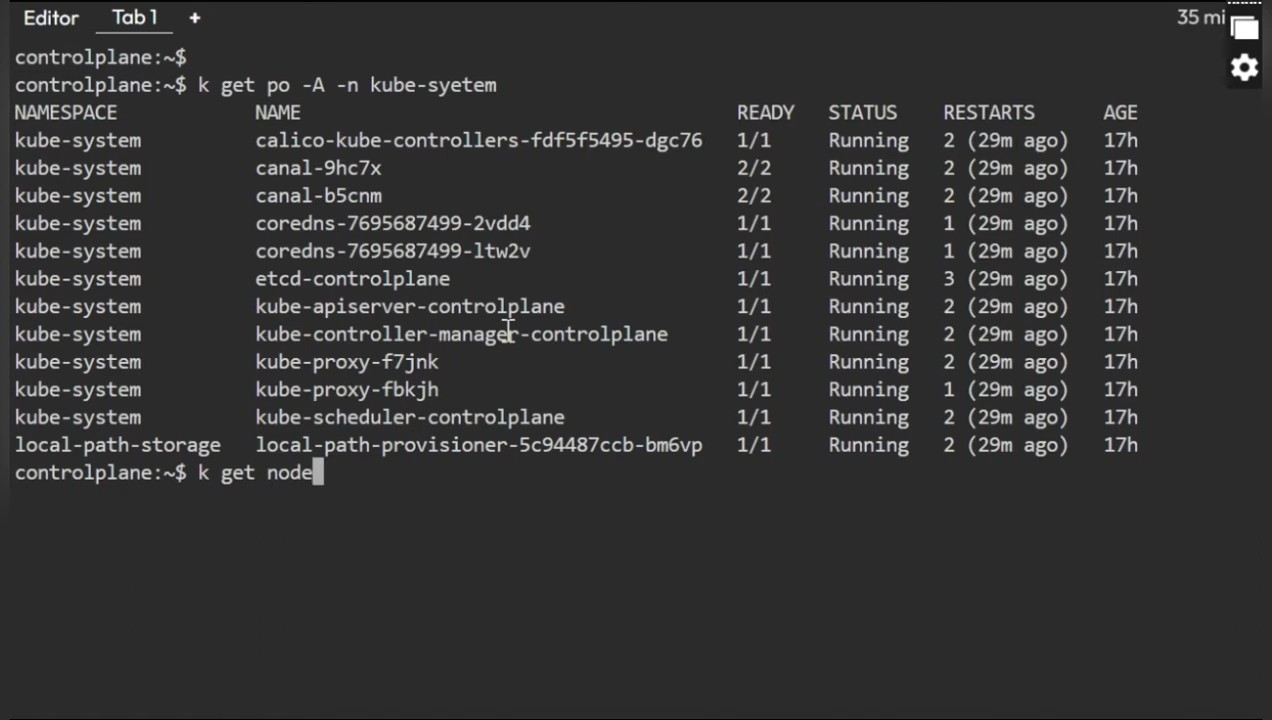 Editor Tab 1 + 35 mi
controlplane:~$
controlplane:~$ k get po -A -n kube-syetem
NAMESPACE NAME READY STATUS RESTARTS AGE
kube-system calico-kube-controllers-fdf5f5495-dgc76 1/1 Running 2 (29m ago) 17h
kube-system canal-9hc7x 2/2 Running 2 (29m ago) 17h
kube-system canal-b5cnm 2/2 Running 2 (29m ago) 17h
kube-system coredns-7695687499-2vdd4 1/1 Running 1 (29m ago) 17h
kube-system coredns-7695687499-ltw2v 1/1 Running 1 (29m ago) 17h
kube-system etcd-controlplane 1/1 Running 3 (29m ago) 17h
kube-system kube-apiserver-controlplane 1/1 Running 2 (29m ago) 17h
kube-system kube-controller-manager-controlplane 1/1 Running 2 (29m ago) 17h
kube-system kube-proxy-f7jnk 1/1 Running 2 (29m ago) 17h
kube-system kube-proxy-fbkjh 1/1 Running 1 (29m ago) 17h
kube-system kube-scheduler-controlplane 1/1 Running 2 (29m ago) 17h
local-path-storage local-path-provisioner-5c94487ccb-bm6vp 1/1 Running 2 (29m ago) 17h
controlplane:~$ k get node